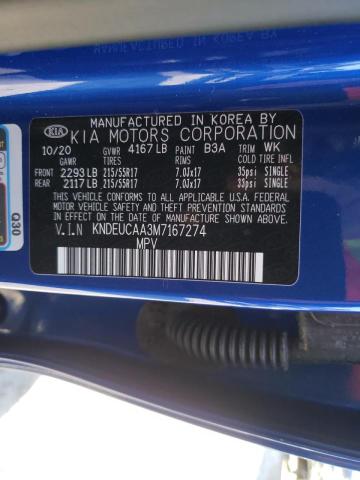 MANUFACTURED IN KOREA BY
KIA KIA MOTORS CORPORATION
10/20 GVWR 4167 LB PAINT B3A TRIM WK
GAWR TIRES RIMS COLD TIRE INFL
FRONT 2293 LB 215/55R17 7.0Jx17 35psi SINGLE
REAR 2117 LB 215/55R17 7.0Jx17 33psi SINGLE
THIS VEHICLE CONFORMS TO ALL APPLICABLE U.S.A FEDERAL
MOTOR VEHICLE SAFETY, BUMPER, AND THEFT PREVENTION
STANDARDS IN EFFECT ON THE DATE OF MANUFACTURE
SHOWN ABOVE.
V.I.N KNDEUCAA3M7167274
MPV
Q30